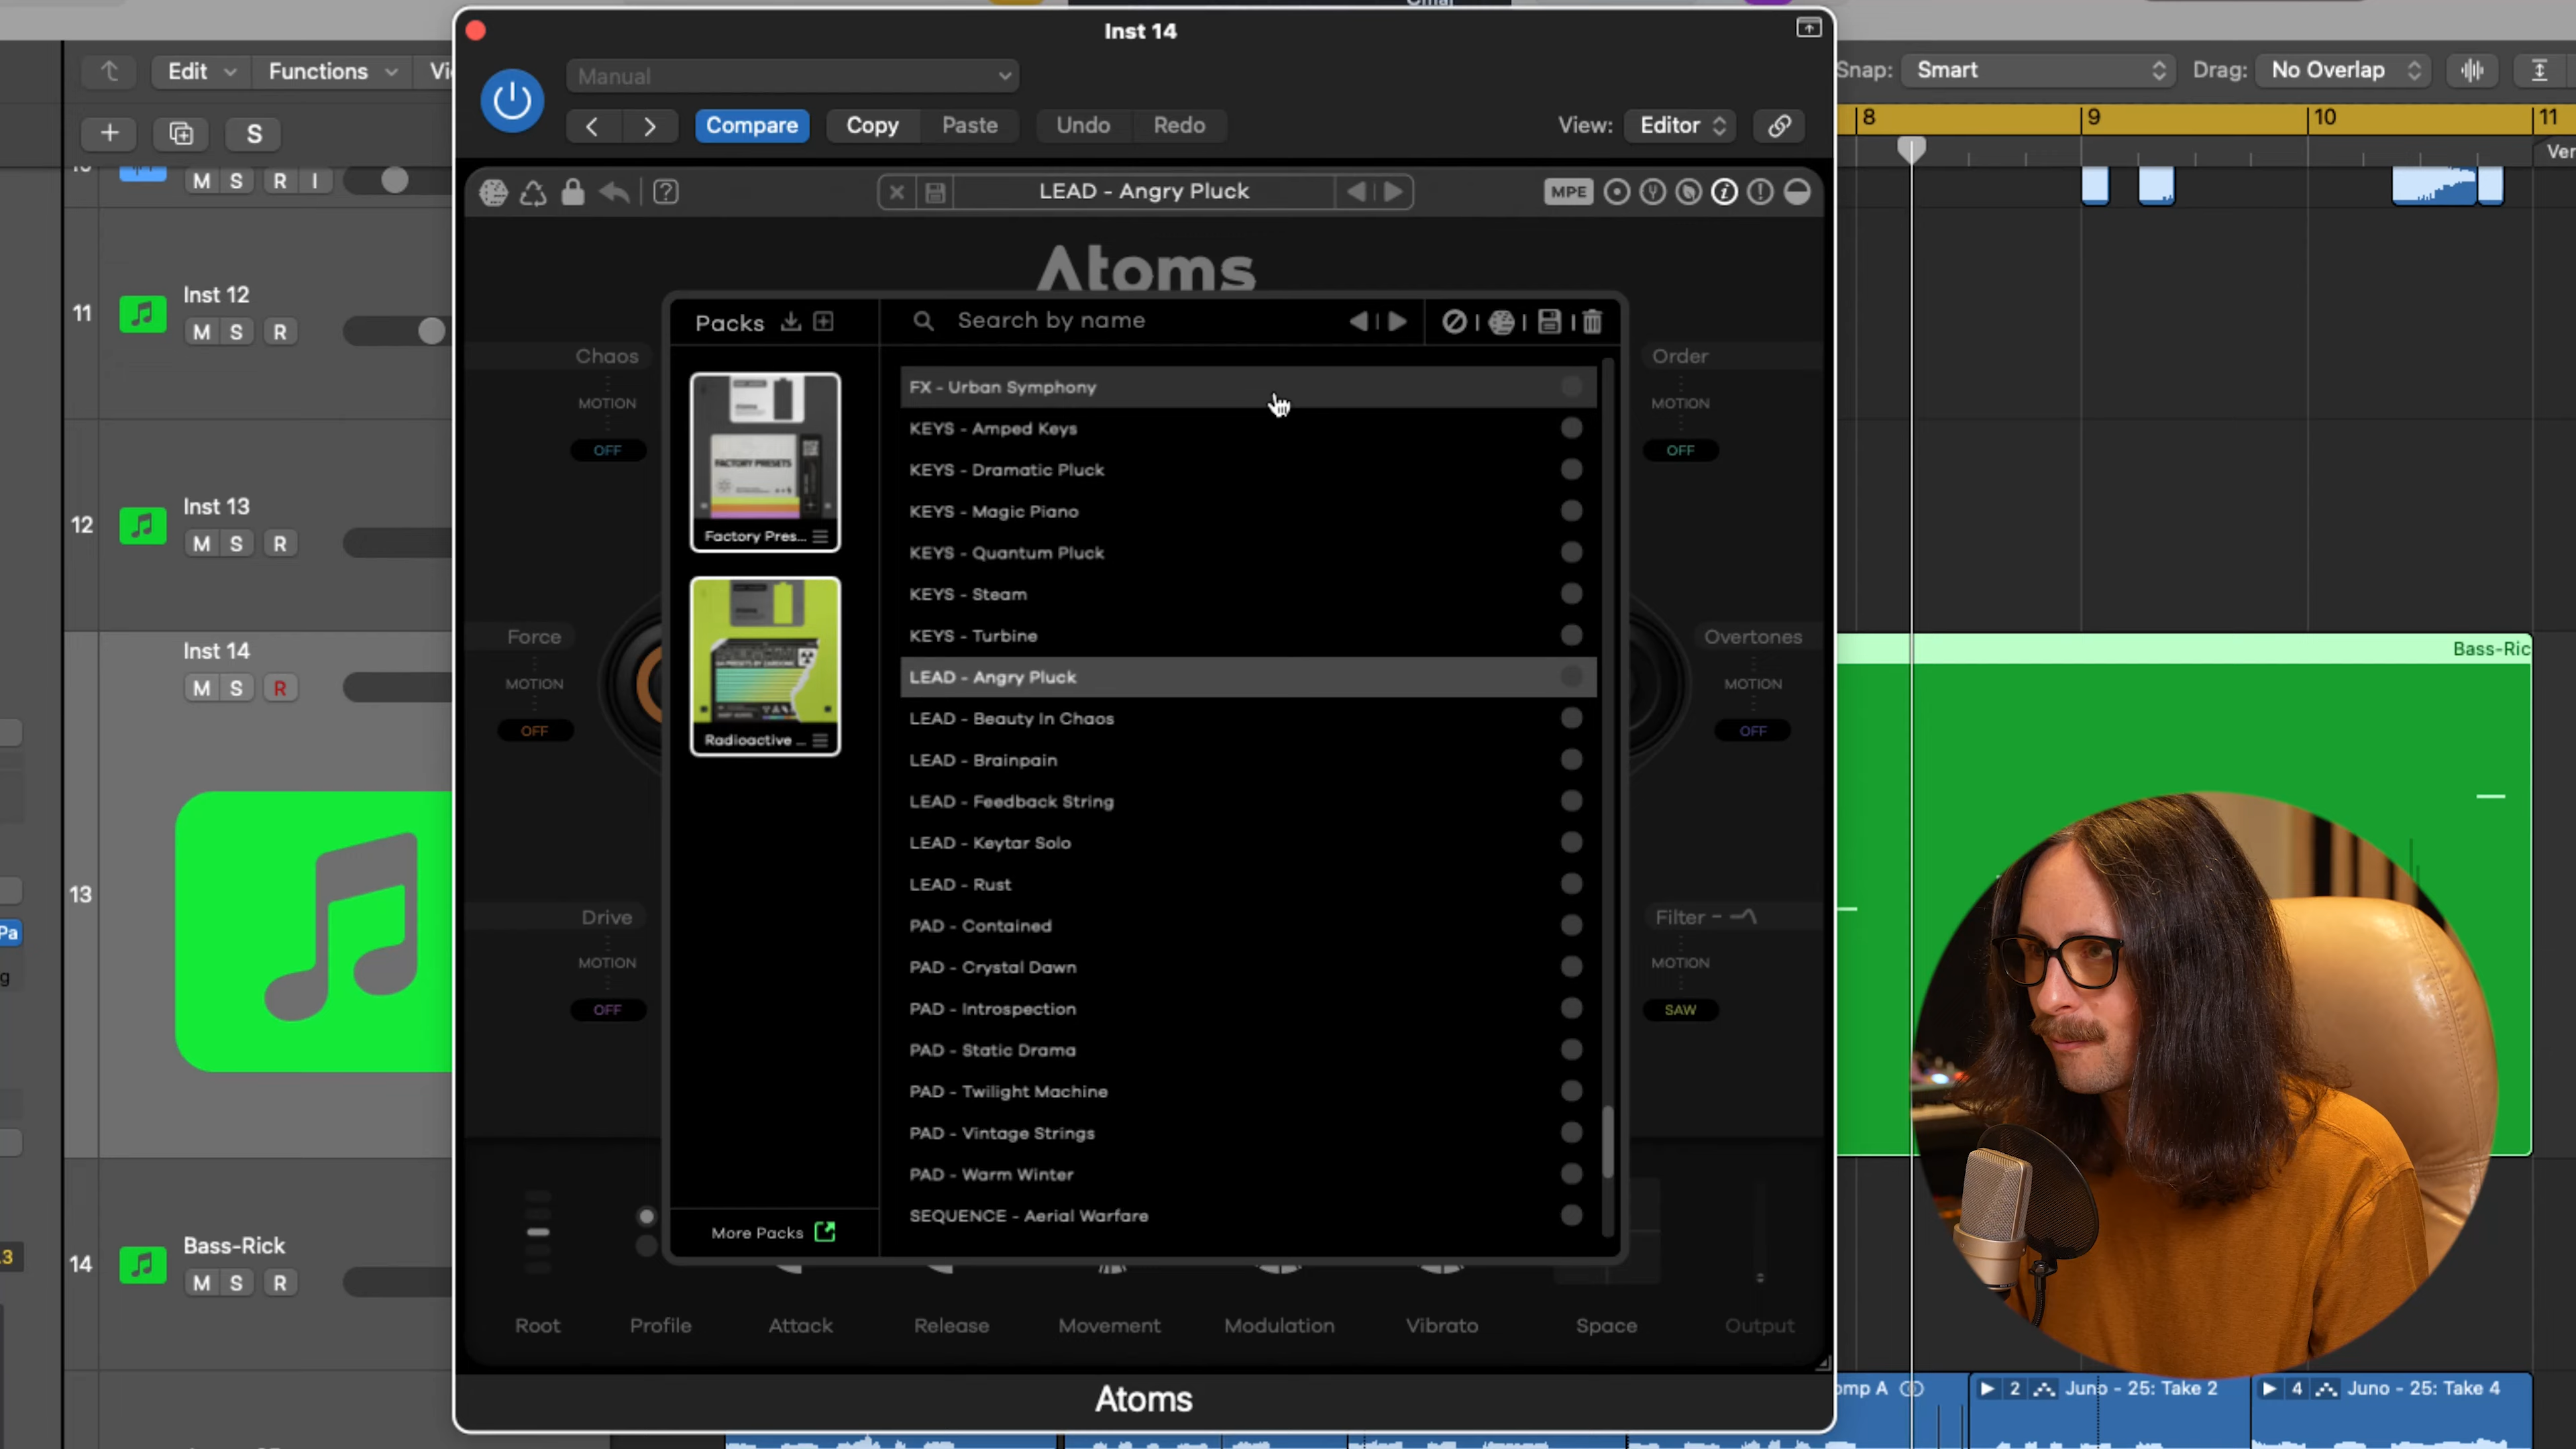 Inst 14
Edit
Functions
Manual
Compare
Copy
Paste
Undo
Redo
View:
Editor
Snap:
Smart
Drag:
No Overlap
8
9
10
11
S
M S R I
MPE
LEAD - Angry Pluck
Atoms
11
Inst 12
M S R
12
Inst 13
M S R
Inst 14
M S R
13
14
Bass-Rick
M S R
Packs
Search by name
Chaos
MOTION
OFF
Order
MOTION
OFF
Force
MOTION
OFF
Overtones
MOTION
OFF
Drive
MOTION
OFF
Filter -
MOTION
SAW
FACTORY PRESETS
Factory Pres...
Radioactive ...
More Packs
FX - Urban Symphony
KEYS - Amped Keys
KEYS - Dramatic Pluck
KEYS - Magic Piano
KEYS - Quantum Pluck
KEYS - Steam
KEYS - Turbine
LEAD - Angry Pluck
LEAD - Beauty In Chaos
LEAD - Brainpain
LEAD - Feedback String
LEAD - Keytar Solo
LEAD - Rust
PAD - Contained
PAD - Crystal Dawn
PAD - Introspection
PAD - Static Drama
PAD - Twilight Machine
PAD - Vintage Strings
PAD - Warm Winter
SEQUENCE - Aerial Warfare
Root
Profile
Attack
Release
Movement
Modulation
Vibrato
Space
Output
Atoms
Bass-Ric
omp A
2
Juno - 25: Take 2
4
Juno - 25: Take 4